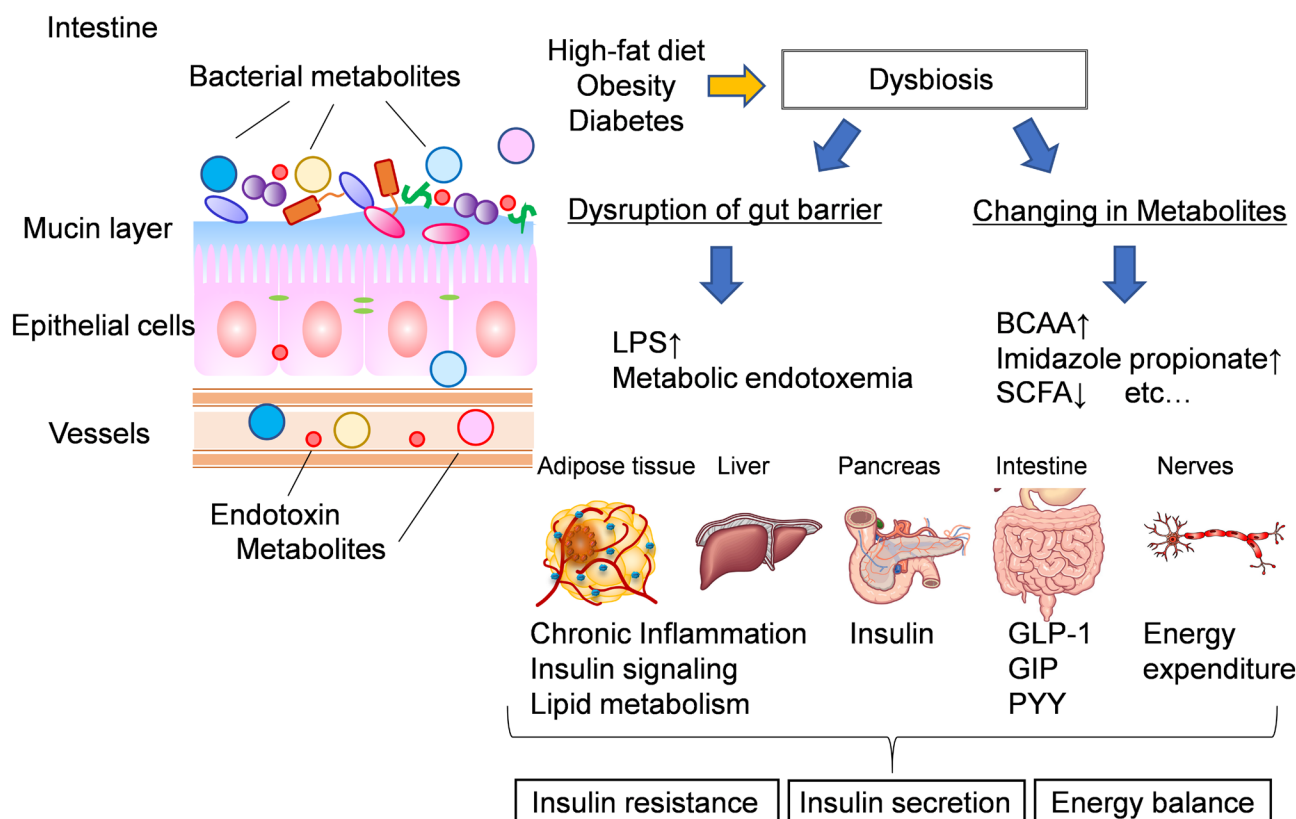 Intestine
Bacterial metabolites
Mucin layer
Epithelial cells
Vessels
Endotoxin
Metabolites
High-fat diet
Obesity
Diabetes
Dysbiosis
Dysruption of gut barrier
Changing in Metabolites
LPS↑
Metabolic endotoxemia
BCAA↑
Imidazole propionate↑
SCFA↓ etc…
Adipose tissue
Liver
Pancreas
Intestine
Nerves
Chronic Inflammation
Insulin signaling
Lipid metabolism
Insulin
GLP-1
GIP
PYY
Energy
expenditure
Insulin resistance
Insulin secretion
Energy balance